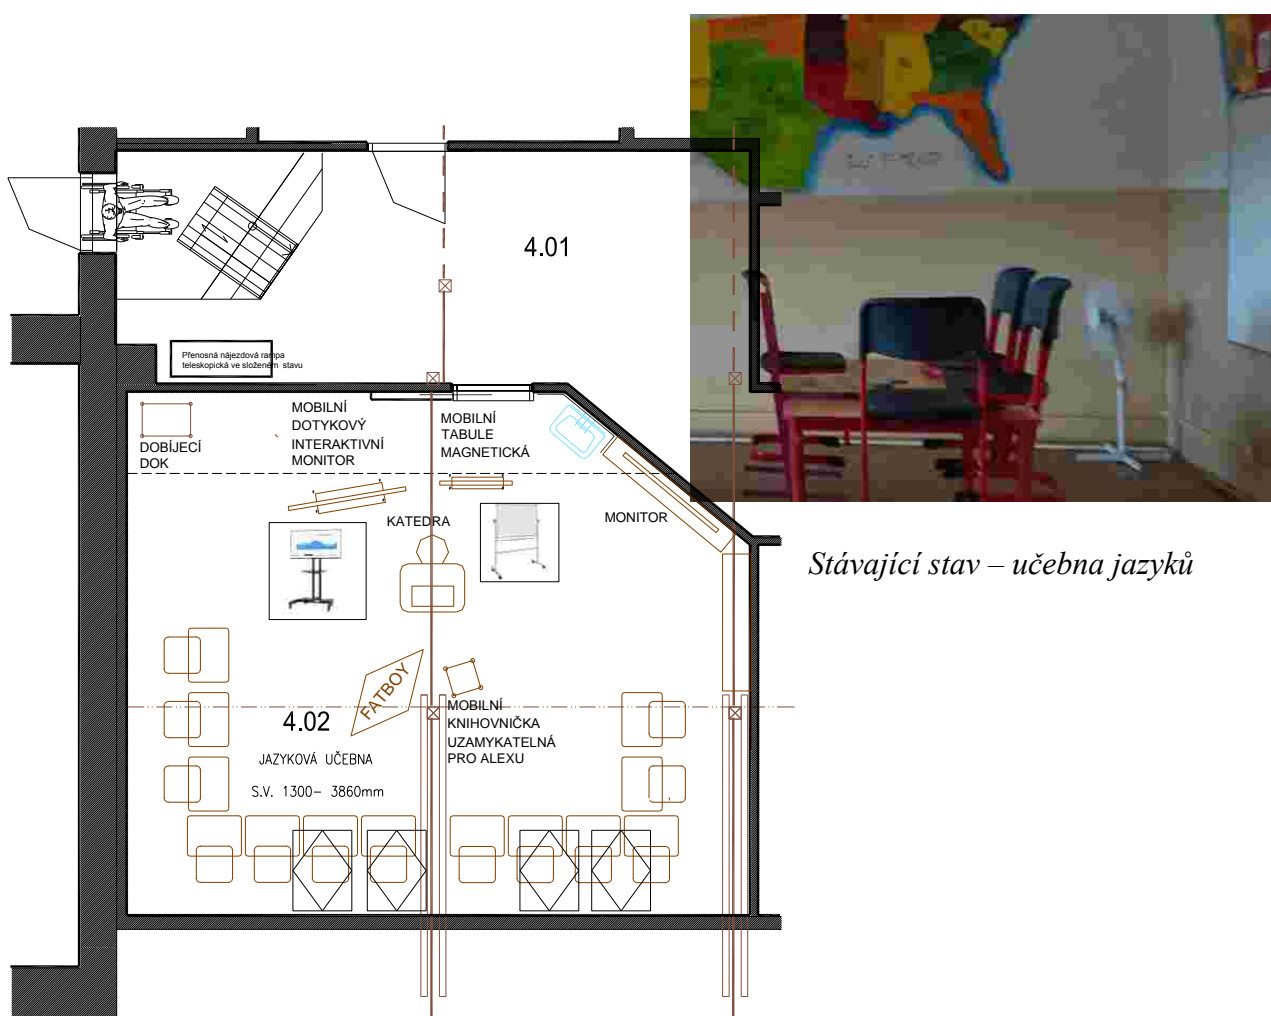 4.01
Přenosná nájezdová rampa
teleskopická ve složeném stavu
DOBÍJECÍ
DOK
MOBILNÍ
DOTYKOVÝ
INTERAKTIVNÍ
MONITOR
MOBILNÍ
TABULE
MAGNETICKÁ
KATEDRA
MONITOR
Stávající stav – učebna jazyků
FATBOY
4.02
JAZYKOVÁ UČEBNA
S.V. 1300- 3860mm
MOBILNÍ
KNIHOVNIČKA
UZAMYKATELNÁ
PRO ALEXU